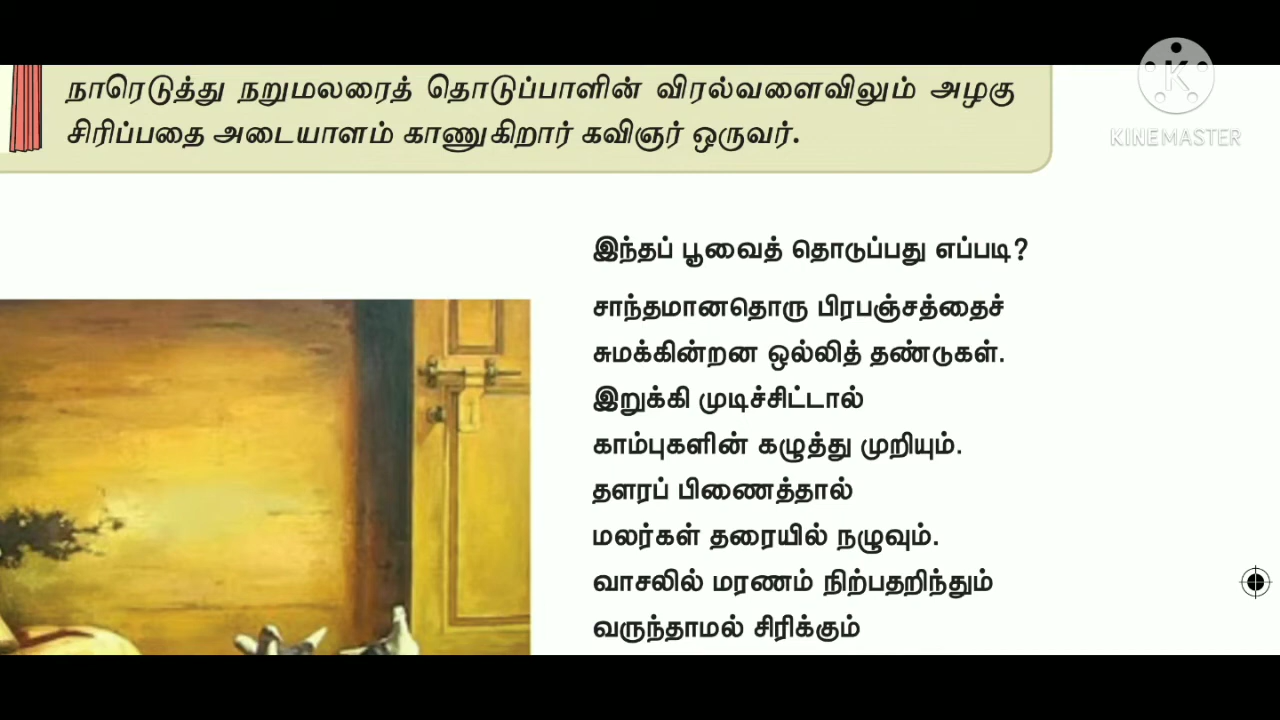 நாரெடுத்து நறுமலரைத் தொடுப்பாளின் விரல்வளைவிலும் அழகு
சிரிப்பதை அடையாளம் காணுகிறார் கவிஞர் ஒருவர்.
K
KINEMASTER
இந்தப் பூவைத் தொடுப்பது எப்படி?
சாந்தமானதொரு பிரபஞ்சத்தைச்
சுமக்கின்றன ஒல்லித் தண்டுகள்.
இறுக்கி முடிச்சிட்டால்
காம்புகளின் கழுத்து முறியும்.
தளரப் பிணைத்தால்
மலர்கள் தரையில் நழுவும்.
வாசலில் மரணம் நிற்பதறிந்தும்
வருந்தாமல் சிரிக்கும்